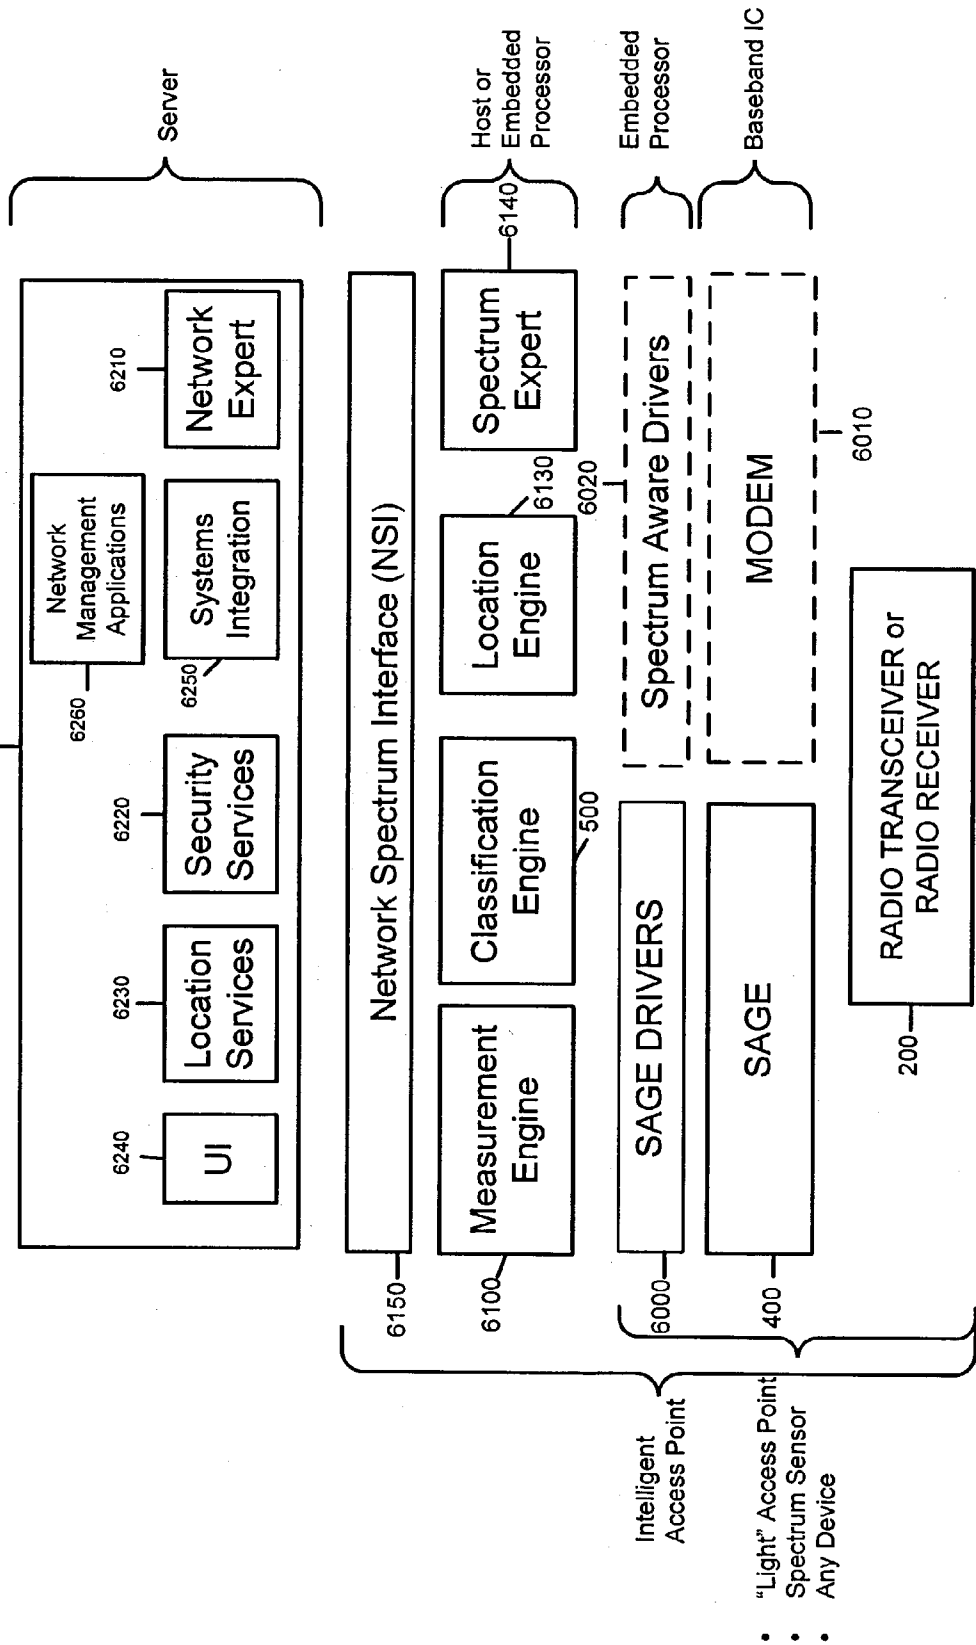 6260
Network
Management
Applications
6240
6230
6220
6250
6210
UI
Location
Services
Security
Services
Systems
Integration
Network
Expert
Server
6150
Network Spectrum Interface (NSI)
6100
Measurement
Engine
Classification
Engine
500
Location
Engine
6130
Spectrum
Expert
6140
Host or
Embedded
Processor
6000
SAGE DRIVERS
6020
Spectrum Aware Drivers
Embedded
Processor
400
SAGE
MODEM
6010
Baseband IC
200
RADIO TRANSCEIVER or
RADIO RECEIVER
Intelligent
Access Point
• "Light" Access Point
• Spectrum Sensor
• Any Device